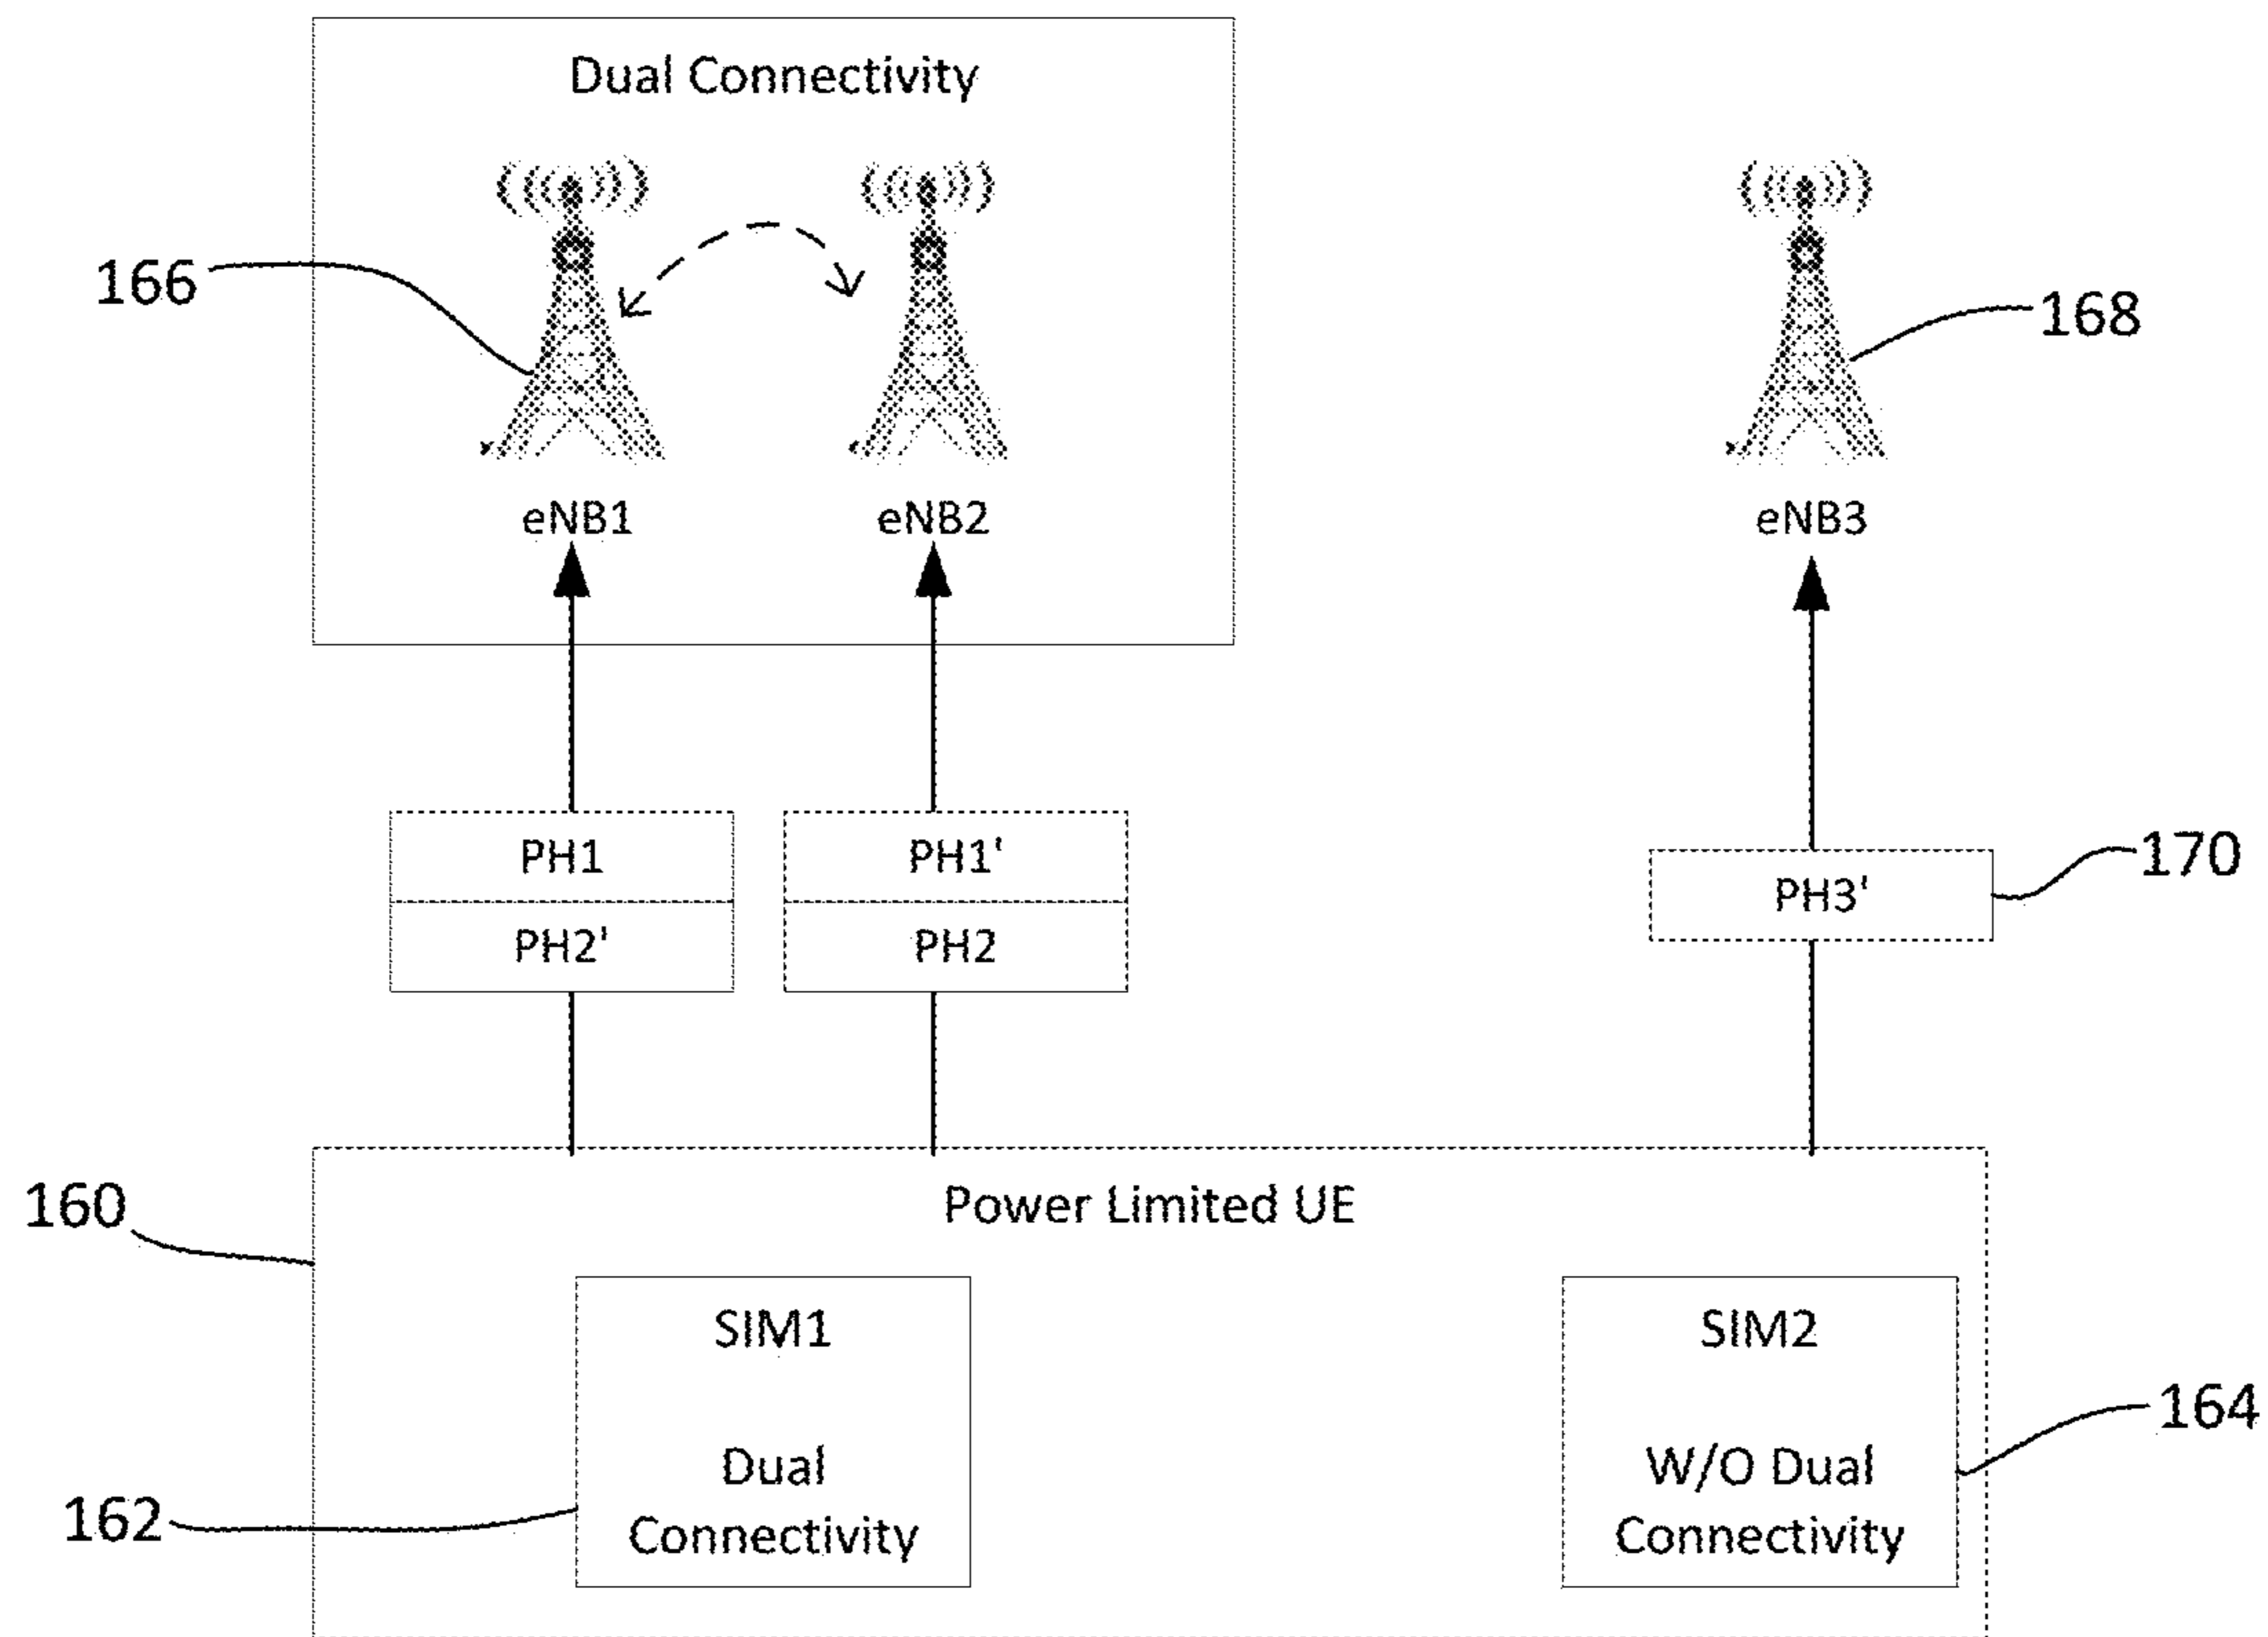 Dual Connectivity
166
168
eNB1
eNB2
eNB3
PH1
PH2'
PH1'
PH2
PH3'
170
160
Power Limited UE
SIM1
Dual
Connectivity
162
SIM2
W/O Dual
Connectivity
164